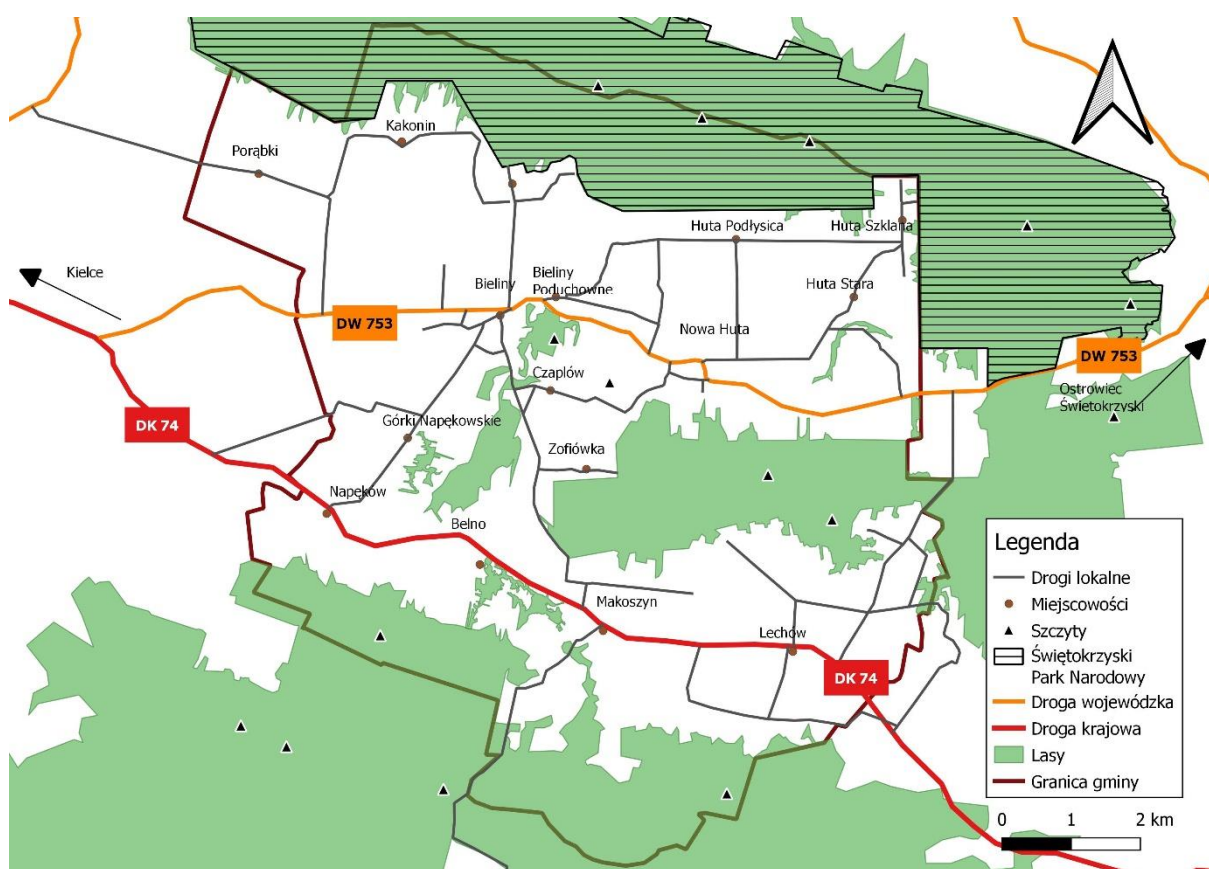 Kakonin
Porąbki
Huta Podłysica
Huta Szklana
Kielce
Bieliny
Bieliny
Poduchowne
Huta Stara
DW 753
Nowa Huta
DW 753
Czaplów
Ostrowiec
Świętokrzyski
DK 74
Górki Napękowskie
Zofiówka
Napęków
Belno
Makoszyn
Lechów
DK 74
Legenda
Drogi lokalne
Miejscowości
Szczyty
Świętokrzyski
Park Narodowy
Droga wojewódzka
Droga krajowa
Lasy
Granica gminy
0 1 2 km